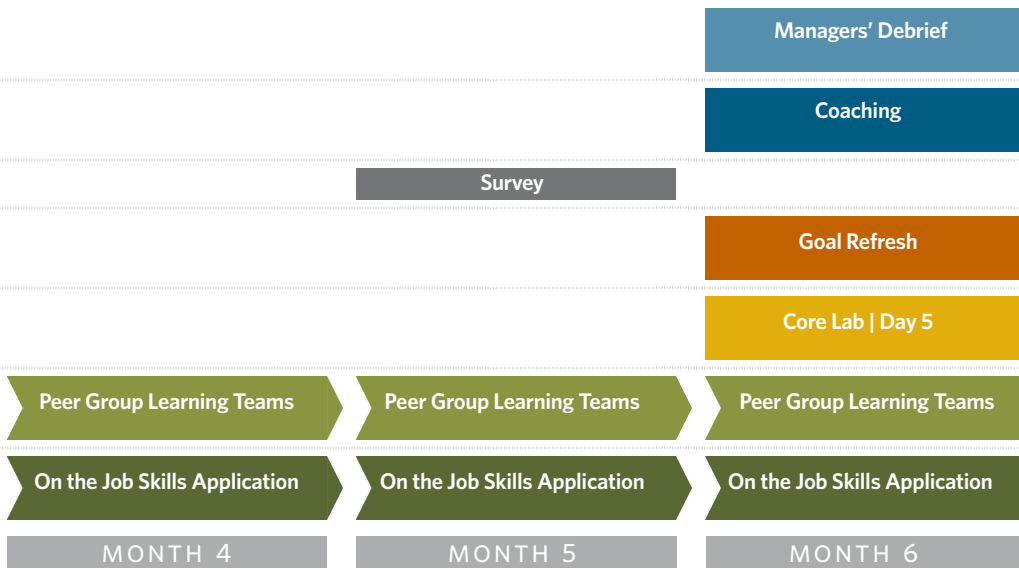 Managers’ Debrief
Coaching
Survey
Goal Refresh
Core Lab | Day 5
Peer Group Learning Teams
Peer Group Learning Teams
Peer Group Learning Teams
On the Job Skills Application
On the Job Skills Application
On the Job Skills Application
MONTH 4
MONTH 5
MONTH 6